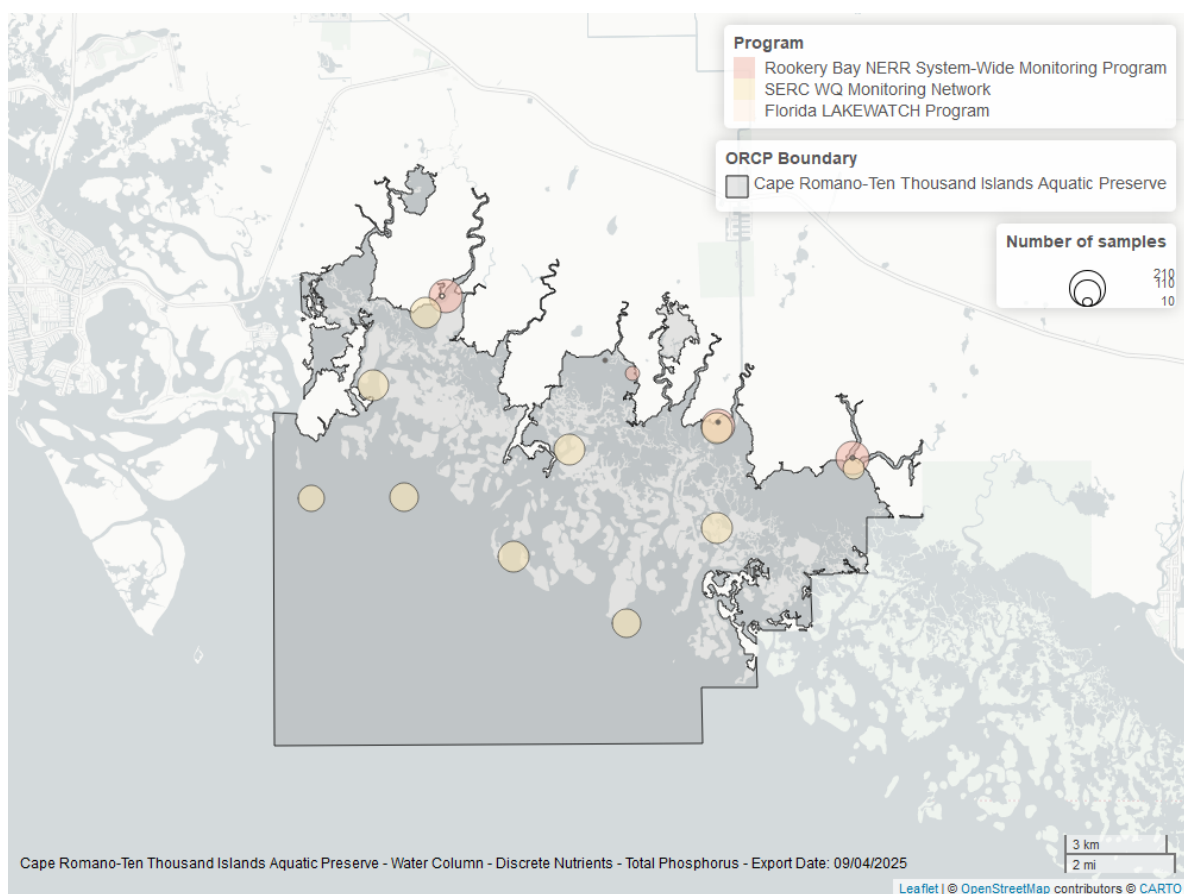 Program
Rookery Bay NERR System-Wide Monitoring Program
SERC WQ Monitoring Network
Florida LAKEWATCH Program
ORCP Boundary
Cape Romano-Ten Thousand Islands Aquatic Preserve
Number of samples
210
110
10
3 km
2 mi
Cape Romano-Ten Thousand Islands Aquatic Preserve - Water Column - Discrete Nutrients - Total Phosphorus - Export Date: 09/04/2025
Leaflet | © OpenStreetMap contributors © CARTO